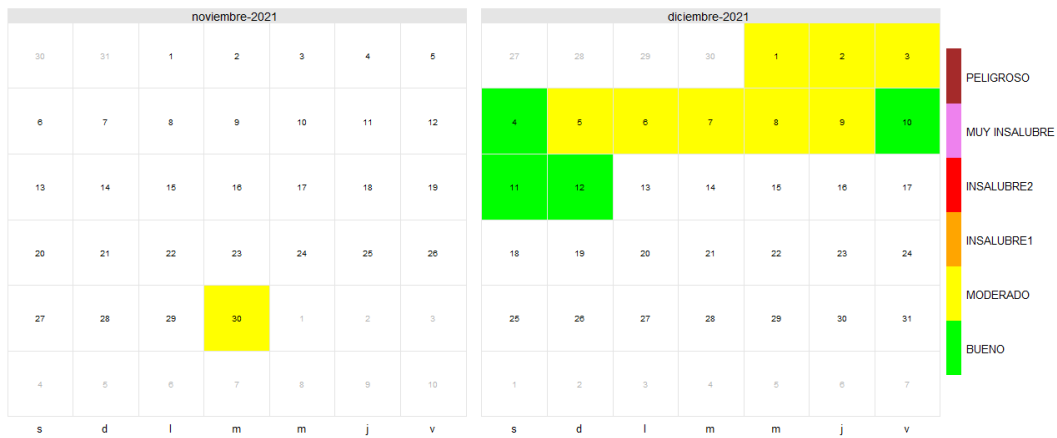 noviembre-2021
30 31 1 2 3 4 5
6 7 8 9 10 11 12
13 14 15 16 17 18 19
20 21 22 23 24 25 26
27 28 29 30 1 2 3
4 5 6 7 8 9 10
s d l m m j v
diciembre-2021
27 28 29 30 1 2 3
4 5 6 7 8 9 10
11 12 13 14 15 16 17
18 19 20 21 22 23 24
25 26 27 28 29 30 31
1 2 3 4 5 6 7
s d l m m j v
PELIGROSO
MUY INSALUBRE
INSALUBRE2
INSALUBRE1
MODERADO
BUENO